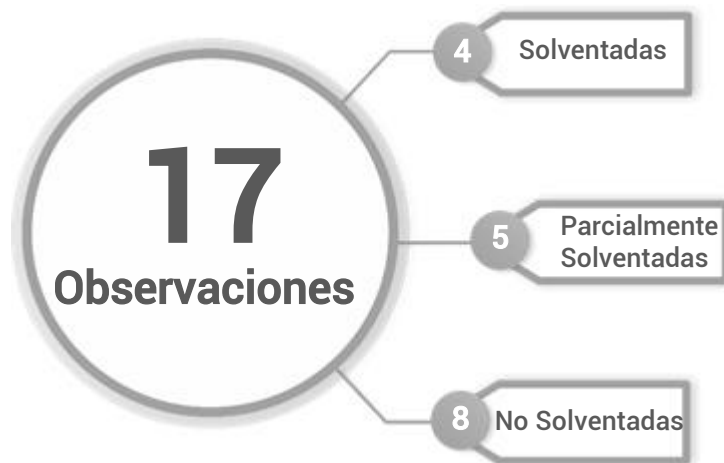 17
Observaciones
4
Solventadas
5
Parcialmente
Solventadas
8
No Solventadas